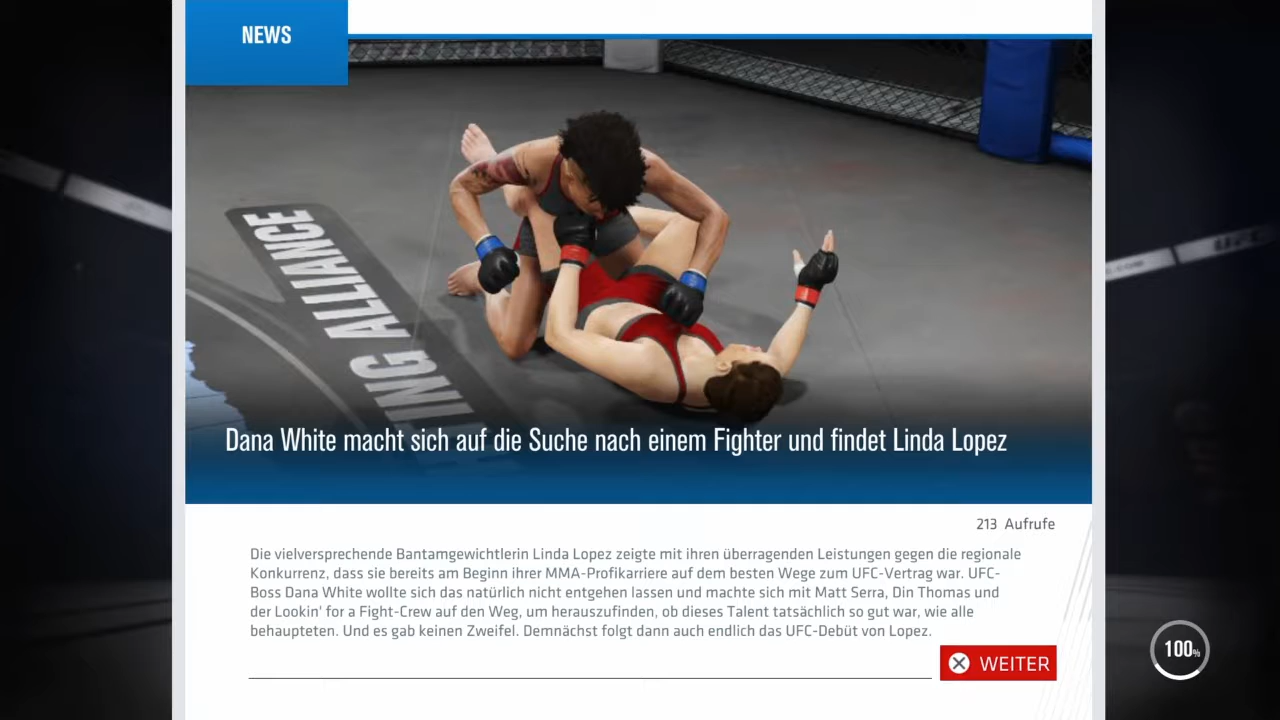 NEWS
ING ALLIANCE
Dana White macht sich auf die Suche nach einem Fighter und findet Linda Lopez
213 Aufrufe
Die vielversprechende Bantamgewichtlerin Linda Lopez zeigte mit ihren überragenden Leistungen gegen die regionale
Konkurrenz, dass sie bereits am Beginn ihrer MMA-Profikarriere auf dem besten Wege zum UFC-Vertrag war. UFC-
Boss Dana White wollte sich das natürlich nicht entgehen lassen und machte sich mit Matt Serra, Din Thomas und
der Lookin' for a Fight-Crew auf den Weg, um herauszufinden, ob dieses Talent tatsächlich so gut war, wie alle
behaupteten. Und es gab keinen Zweifel. Demnächst folgt dann auch endlich das UFC-Debüt von Lopez.
WEITER
100%